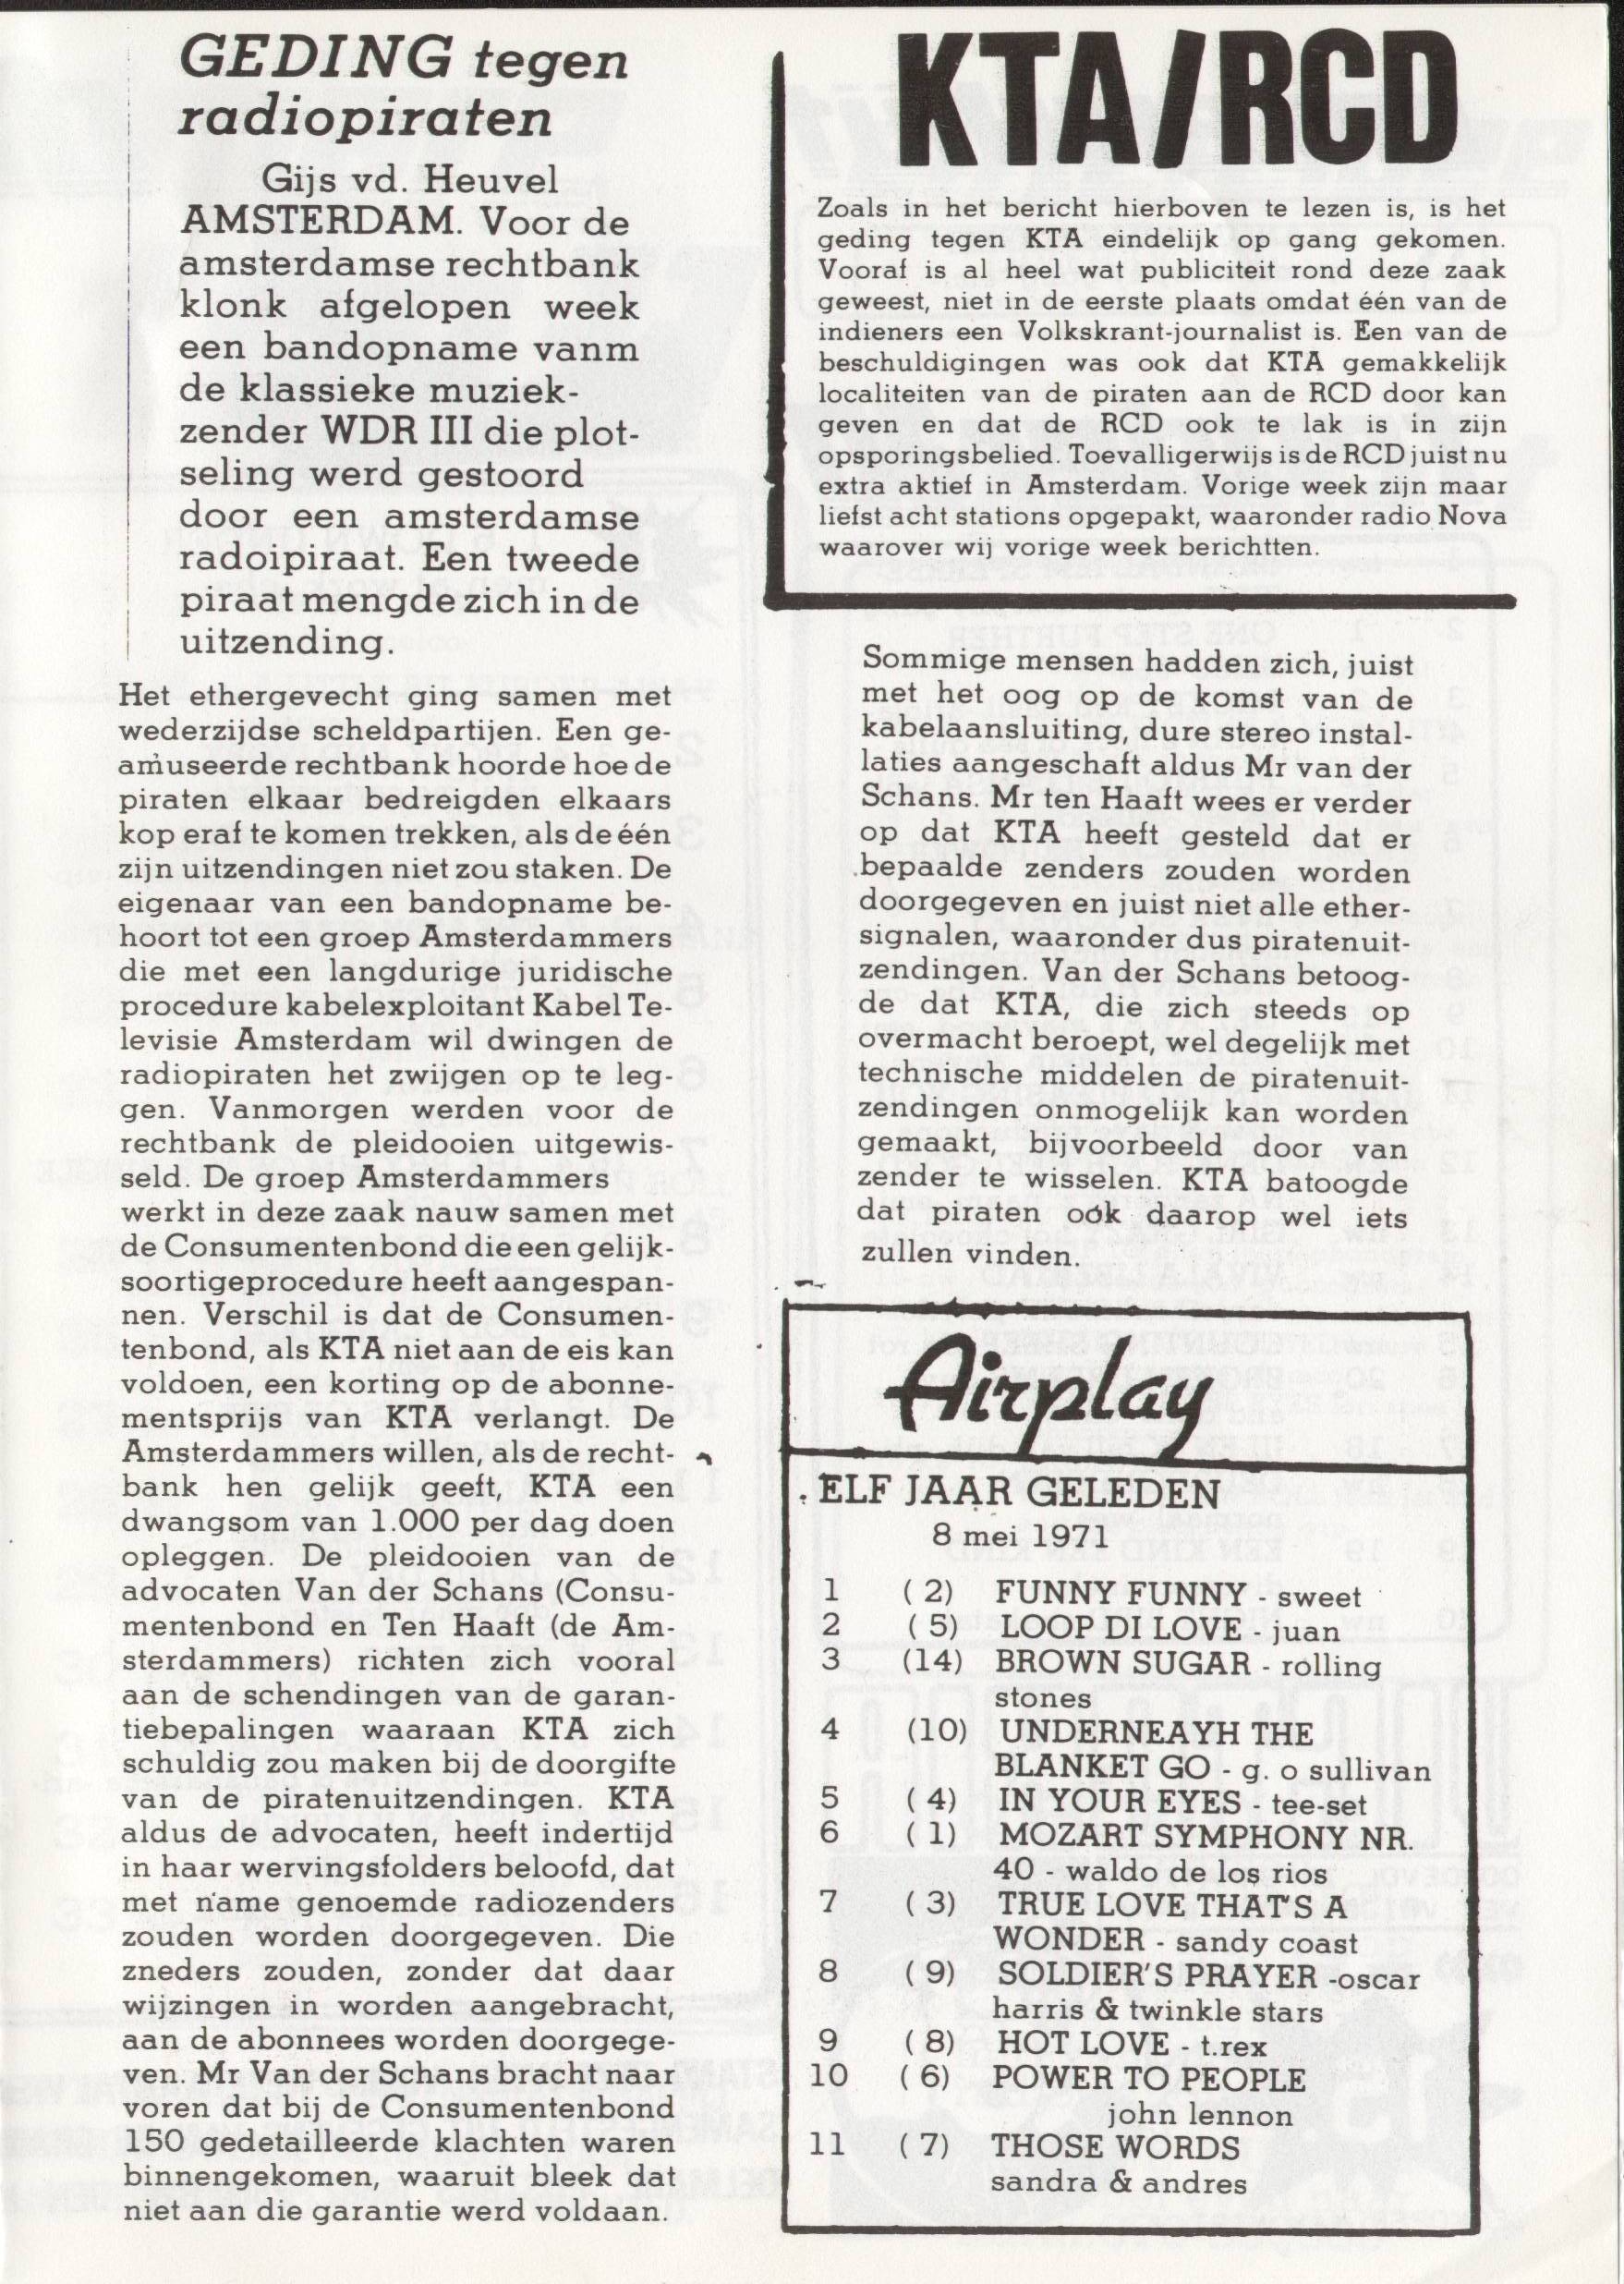 GEDING tegen
radiopiraten
Gijs vd. Heuvel
AMSTERDAM. Voor de
amsterdamse rechtbank
klonk afgelopen week
een bandopname vanm
de klassieke muziek-
zender WDR III die plot-
seling werd gestoord
door een amsterdamse
radoipiraat. Een tweede
piraat mengde zich in de
uitzending.
Het ethergevecht ging samen met
wederzijdse scheldpartijen. Een ge-
amuseerde rechtbank hoorde hoe de
piraten elkaar bedreigden elkaars
kop eraf te komen trekken, als de één
zijn uitzendingen niet zou staken. De
eigenaar van een bandopname be-
hoort tot een groep Amsterdammers
die met een langdurige juridische
procedure kabelexploitant Kabel Te-
levisie Amsterdam wil dwingen de
radiopiraten het zwijgen op te leg-
gen. Vanmorgen werden voor de
rechtbank de pleidooien uitgewis-
seld. De groep Amsterdammers
werkt in deze zaak nauw samen met
de Consumentenbond die een gelijk-
soortigeprocedure heeft aangespan-
nen. Verschil is dat de Consumen-
tenbond, als KTA niet aan de eis kan
voldoen, een korting op de abonne-
mentsprijs van KTA verlangt. De
Amsterdammers willen, als de recht-
bank hen gelijk geeft, KTA een
dwangsom van 1.000 per dag doen
opleggen. De pleidooien van de
advocaten Van der Schans (Consu-
mentenbond en Ten Haaft (de Am-
sterdammers) richten zich vooral
aan de schendingen van de garan-
tiebepalingen waaraan KTA zich
schuldig zou maken bij de doorgifte
van de piratenuitzendingen. KTA
aldus de advocaten, heeft indertijd
in haar wervingsfolders beloofd, dat
met name genoemde radiozenders
zouden worden doorgegeven. Die
zneders zouden, zonder dat daar
wijzingen in worden aangebracht,
aan de abonnees worden doorgege-
ven. Mr Van der Schans bracht naar
voren dat bij de Consumentenbond
150 gedetailleerde klachten waren
binnengekomen, waaruit bleek dat
niet aan die garantie werd voldaan.
KTA/RCD
Zoals in het bericht hierboven te lezen is, is het
geding tegen KTA eindelijk op gang gekomen.
Vooraf is al heel wat publiciteit rond deze zaak
geweest, niet in de eerste plaats omdat één van de
indieners een Volkskrant-journalist is. Een van de
beschuldigingen was ook dat KTA gemakkelijk
localiteiten van de piraten aan de RCD door kan
geven en dat de RCD ook te lak is in zijn
opsporingsbelied. Toevalligerwijs is de RCD juist nu
extra aktief in Amsterdam. Vorige week zijn maar
liefst acht stations opgepakt, waaronder radio Nova
waarover wij vorige week berichtten.
Sommige mensen hadden zich, juist
met het oog op de komst van de
kabelaansluiting, dure stereo instal-
laties aangeschaft aldus Mr van der
Schans. Mr ten Haaft wees er verder
op dat KTA heeft gesteld dat er
bepaalde zenders zouden worden
doorgegeven en juist niet alle ether-
signalen, waaronder dus piratenuit-
zendingen. Van der Schans betoog-
de dat KTA, die zich steeds op
overmacht beroept, wel degelijk met
technische middelen de piratenuit-
zendingen onmogelijk kan worden
gemaakt, bijvoorbeeld door van
zender te wisselen. KTA batoogde
dat piraten ook daarop wel iets
zullen vinden.
Airplay
ELF JAAR GELEDEN
8 mei 1971
1 ( 2) FUNNY FUNNY - sweet
2 ( 5) LOOP DI LOVE - juan
3 (14) BROWN SUGAR - rolling
stones
4 (10) UNDERNEAYH THE
BLANKET GO - g. o sullivan
5 ( 4) IN YOUR EYES - tee-set
6 ( 1) MOZART SYMPHONY NR.
40 - waldo de los rios
7 ( 3) TRUE LOVE THAT'S A
WONDER - sandy coast
8 ( 9) SOLDIER'S PRAYER -oscar
harris & twinkle stars
9 ( 8) HOT LOVE - t.rex
10 ( 6) POWER TO PEOPLE
john lennon
11 ( 7) THOSE WORDS
sandra & andres